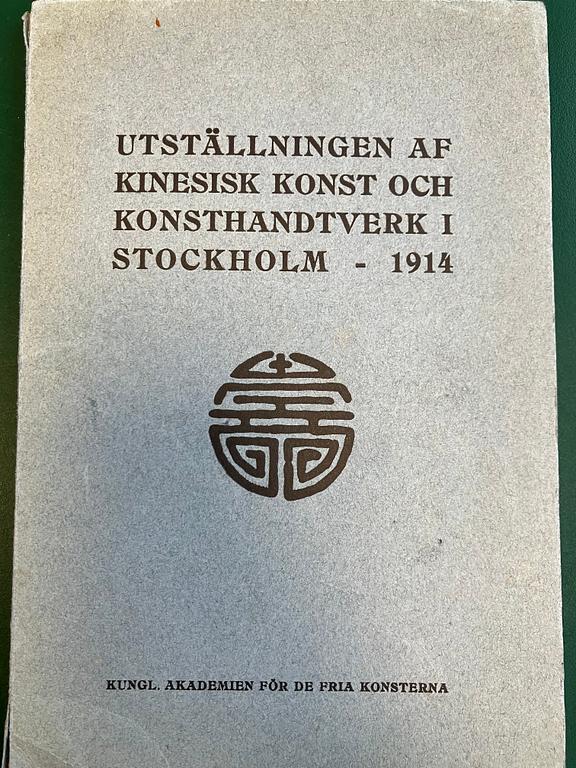 UTSTÄLLNINGEN AF
KINESISK KONST OCH
KONSTHANDTVERK I
STOCKHOLM - 1914
KUNGL. AKADEMIEN FÖR DE FRIA KONSTERNA